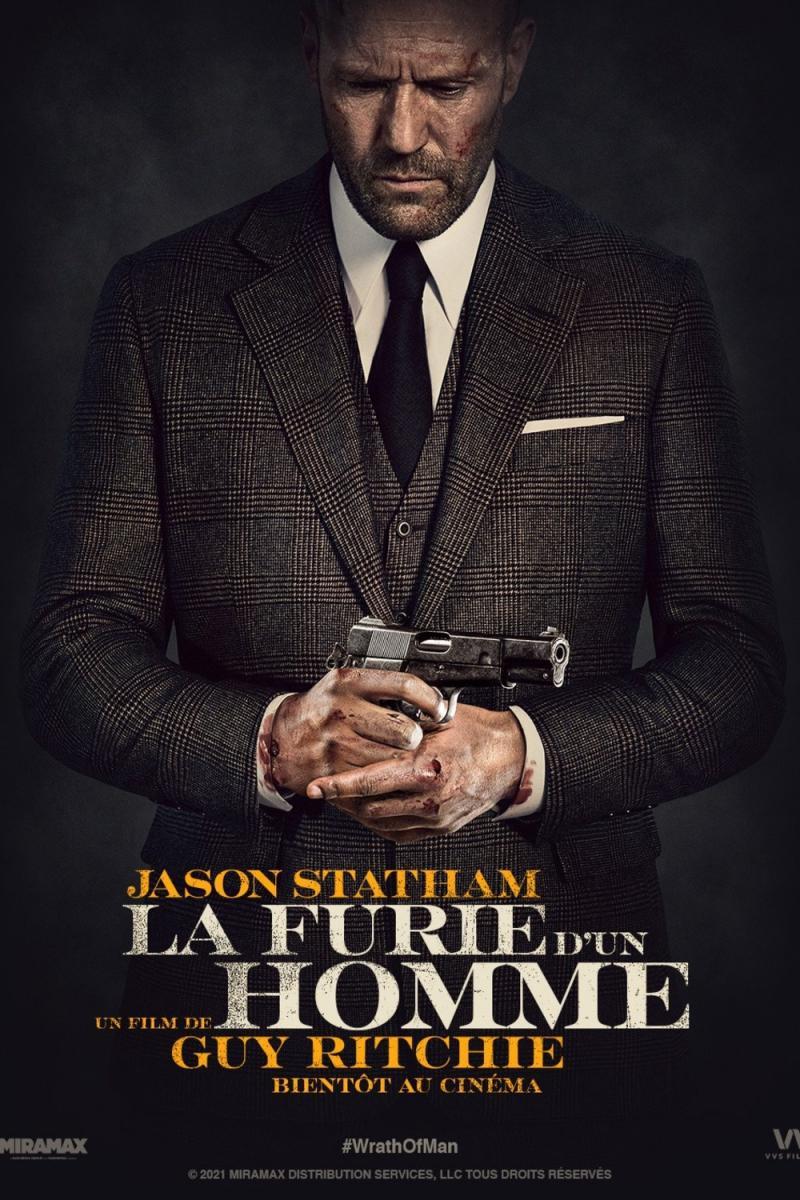 JASON STATHAM
LA FURIE D'UN
HOMME
UN FILM DE
GUY RITCHIE
BIENTÔT AU CINÉMA
MIRAMAX
#WrathOfMan
© 2021 MIRAMAX DISTRIBUTION SERVICES, LLC TOUS DROITS RÉSERVÉS